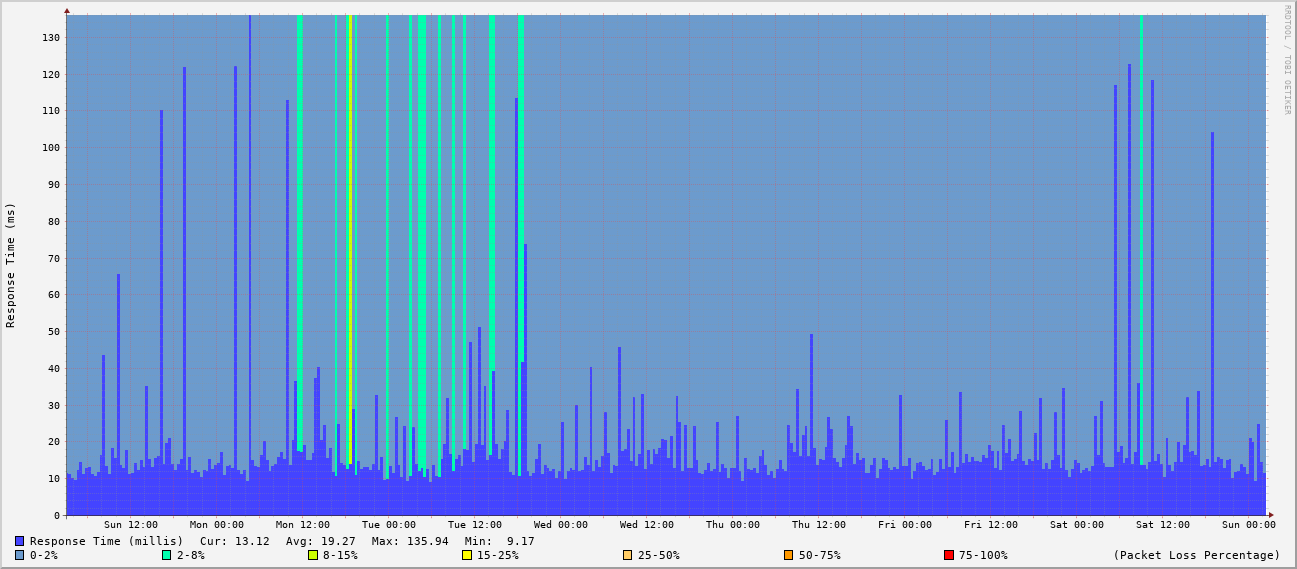 RRDTOOL / TOBI OETIKER
Response Time (ms)
130
120
110
100
90
80
70
60
50
40
30
20
10
0
Sun 12:00 Mon 00:00 Mon 12:00 Tue 00:00 Tue 12:00 Wed 00:00 Wed 12:00 Thu 00:00 Thu 12:00 Fri 00:00 Fri 12:00 Sat 00:00 Sat 12:00 Sun 00:00
Response Time (millis) Cur: 13.12 Avg: 19.27 Max: 135.94 Min: 9.17
0-2% 2-8% 8-15% 15-25% 25-50% 50-75% 75-100% (Packet Loss Percentage)